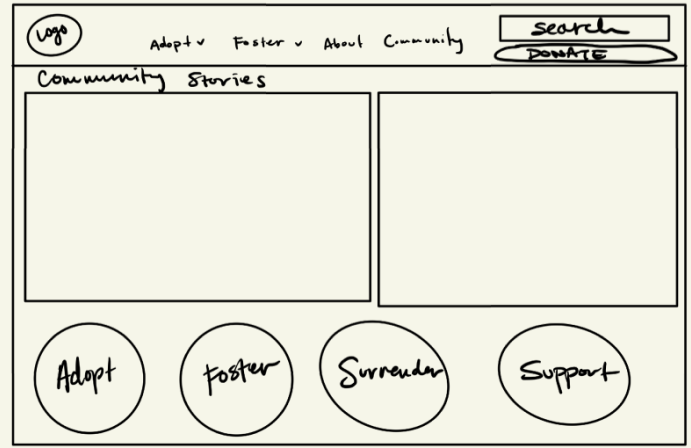 Logo
Adopt v Foster v About Community
search
DONATE
Community Stories
Adopt Foster Surrender Support